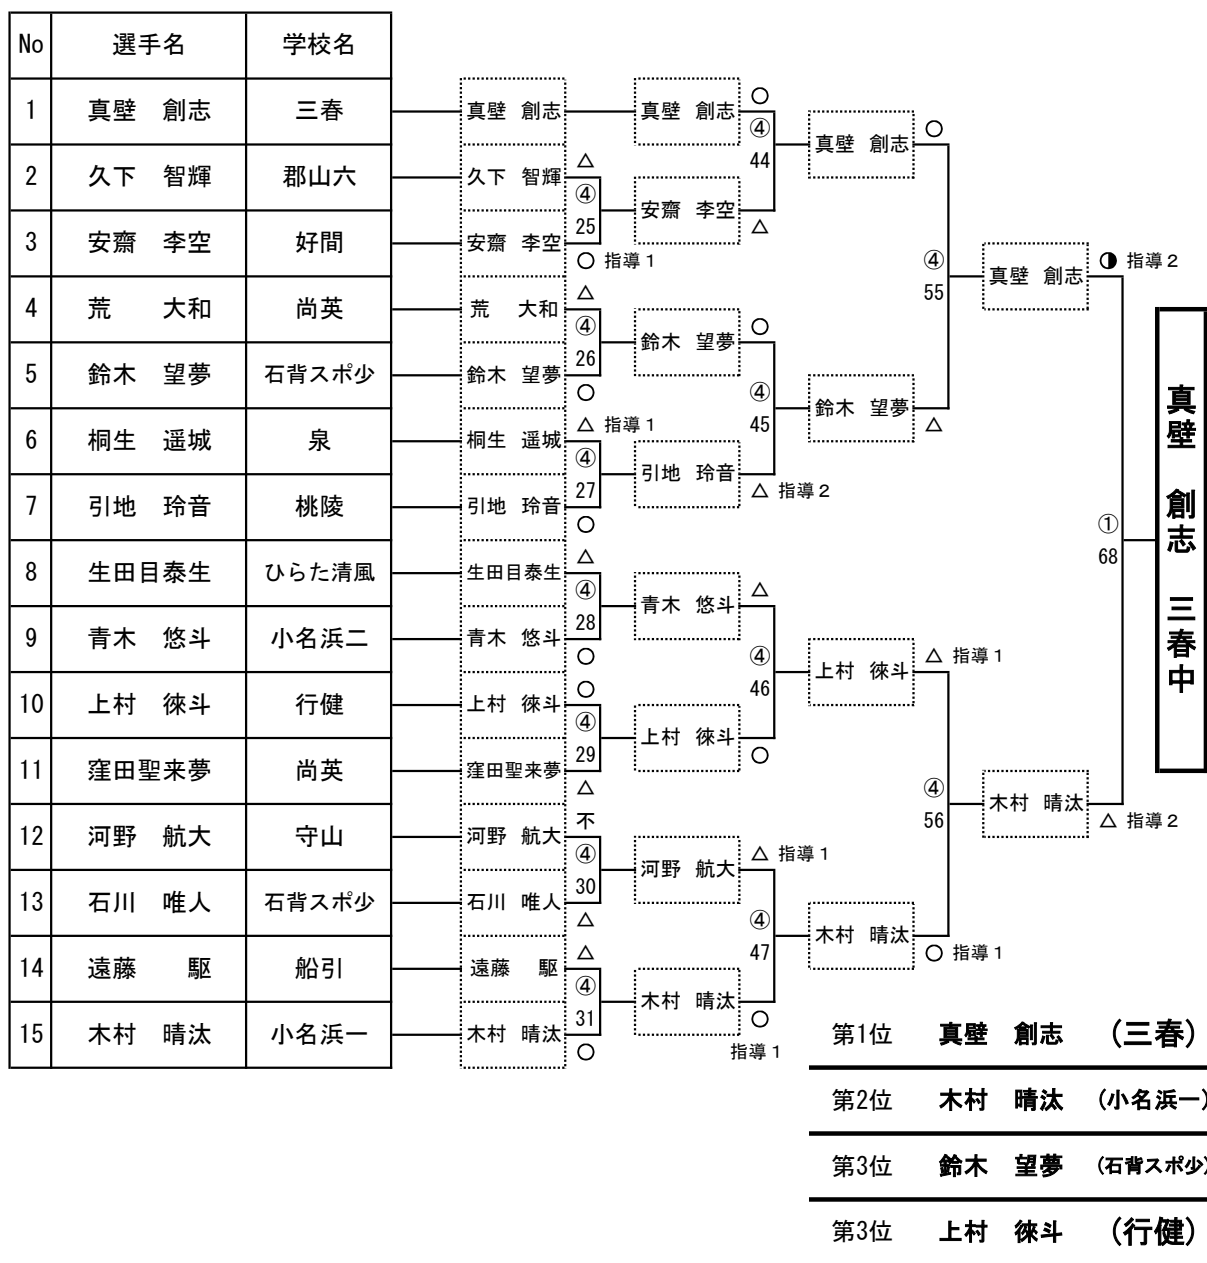 No 選手名 学校名
1 真壁 創志 三春
2 久下 智輝 郡山六
3 安齋 李空 好間
4 荒 大和 尚英
5 鈴木 望夢 石背スポ少
6 桐生 遥城 泉
7 引地 玲音 桃陵
8 生田目泰生 ひらた清風
9 青木 悠斗 小名浜二
10 上村 徠斗 行健
11 窪田聖来夢 尚英
12 河野 航大 守山
13 石川 唯人 石背スポ少
14 遠藤 駆 船引
15 木村 晴汰 小名浜一
真壁 創志
久下 智輝 △
④
25
安齋 李空 ○ 指導1
荒 大和 △
④
26
鈴木 望夢 ○
桐生 遥城 △ 指導1
④
27
引地 玲音 ○
生田目泰生 △
④
28
青木 悠斗 ○
上村 徠斗 ○
④
29
窪田聖来夢 △
河野 航大 不
④
30
石川 唯人 △
遠藤 駆 △
④
31
木村 晴汰 ○
真壁 創志 ○
④
44
安齋 李空 △
鈴木 望夢 ○
④
45
引地 玲音 △ 指導2
青木 悠斗 △
④
46
上村 徠斗 ○
河野 航大 △ 指導1
④
47
木村 晴汰 ○
指導1
真壁 創志 ○
④
55
鈴木 望夢 △
上村 徠斗 △ 指導1
④
56
木村 晴汰 ○ 指導1
真壁 創志 ◑ 指導2
①
68
木村 晴汰 △ 指導2
真壁 創志 三春中
第1位 真壁 創志 (三春)
第2位 木村 晴汰 (小名浜一)
第3位 鈴木 望夢 (石背スポ少)
第3位 上村 徠斗 (行健)